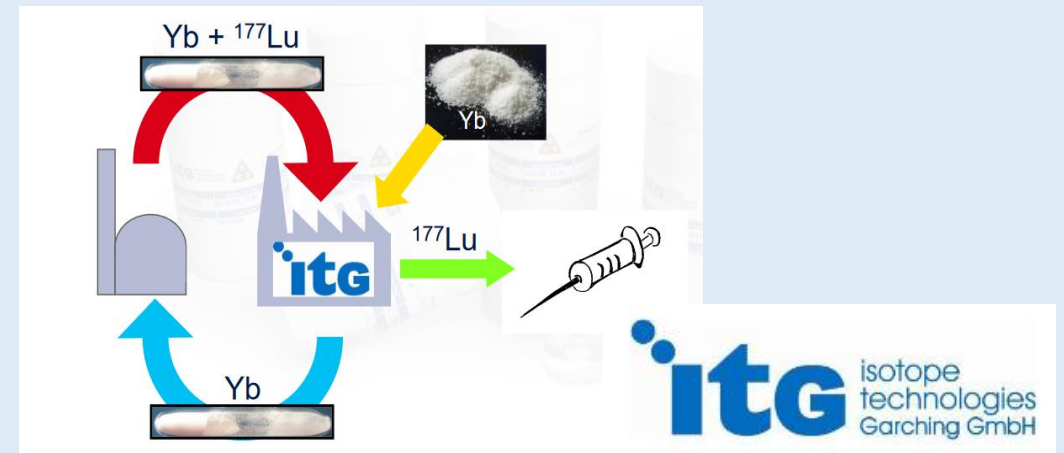 Yb + ¹⁷⁷Lu
Yb
itG
¹⁷⁷Lu
Yb
itG
isotope
technologies
Garching GmbH